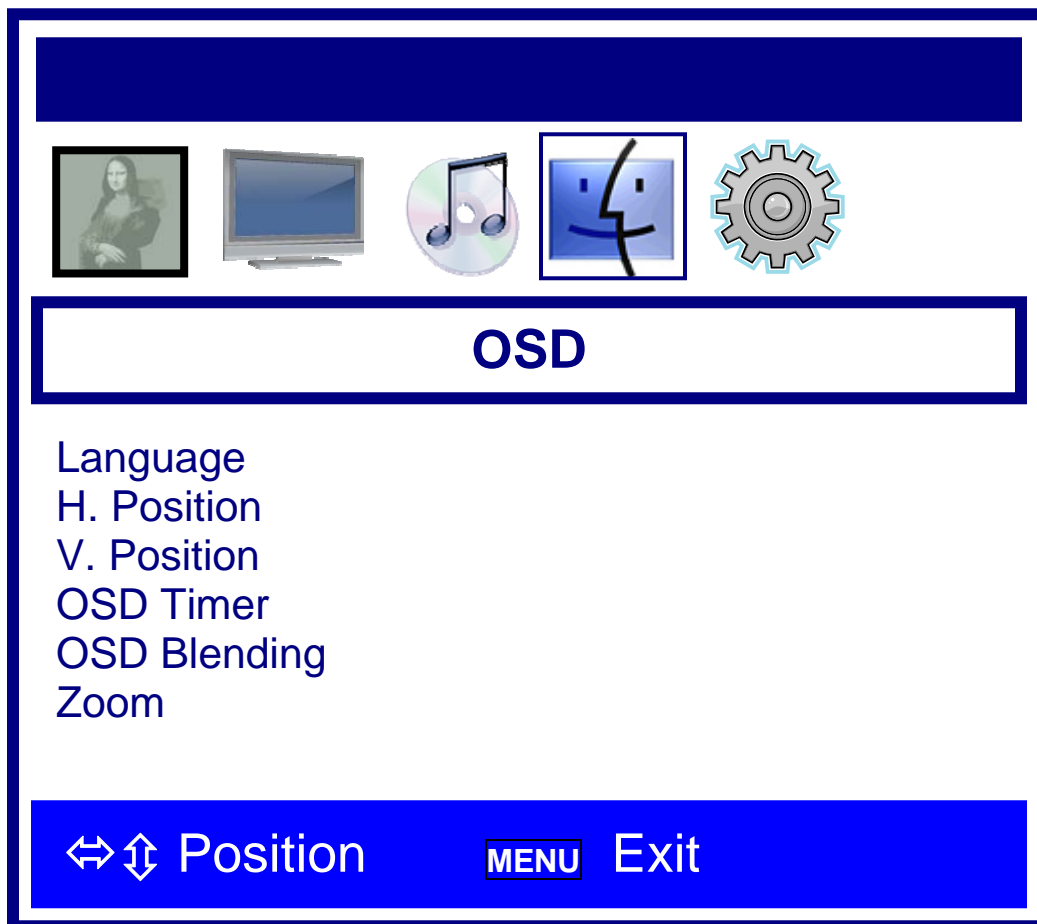 OSD
Language
H. Position
V. Position
OSD Timer
OSD Blending
Zoom
⬄⇳ Position MENU Exit